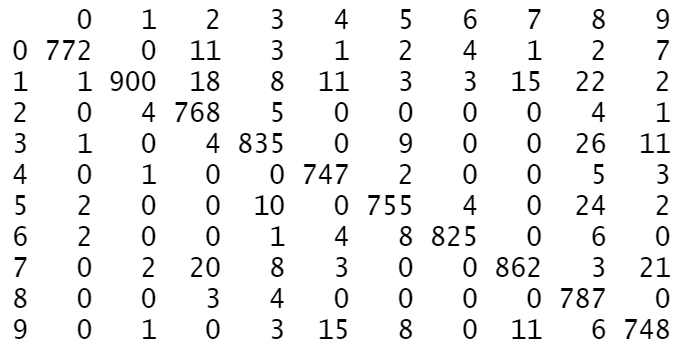 0 1 2 3 4 5 6 7 8 9
0 772 0 11 3 1 2 4 1 2 7
1 1 900 18 8 11 3 3 15 22 2
2 0 4 768 5 0 0 0 0 4 1
3 1 0 4 835 0 9 0 0 26 11
4 0 1 0 0 747 2 0 0 5 3
5 2 0 0 10 0 755 4 0 24 2
6 2 0 0 1 4 8 825 0 6 0
7 0 2 20 8 3 0 0 862 3 21
8 0 0 3 4 0 0 0 0 787 0
9 0 1 0 3 15 8 0 11 6 748